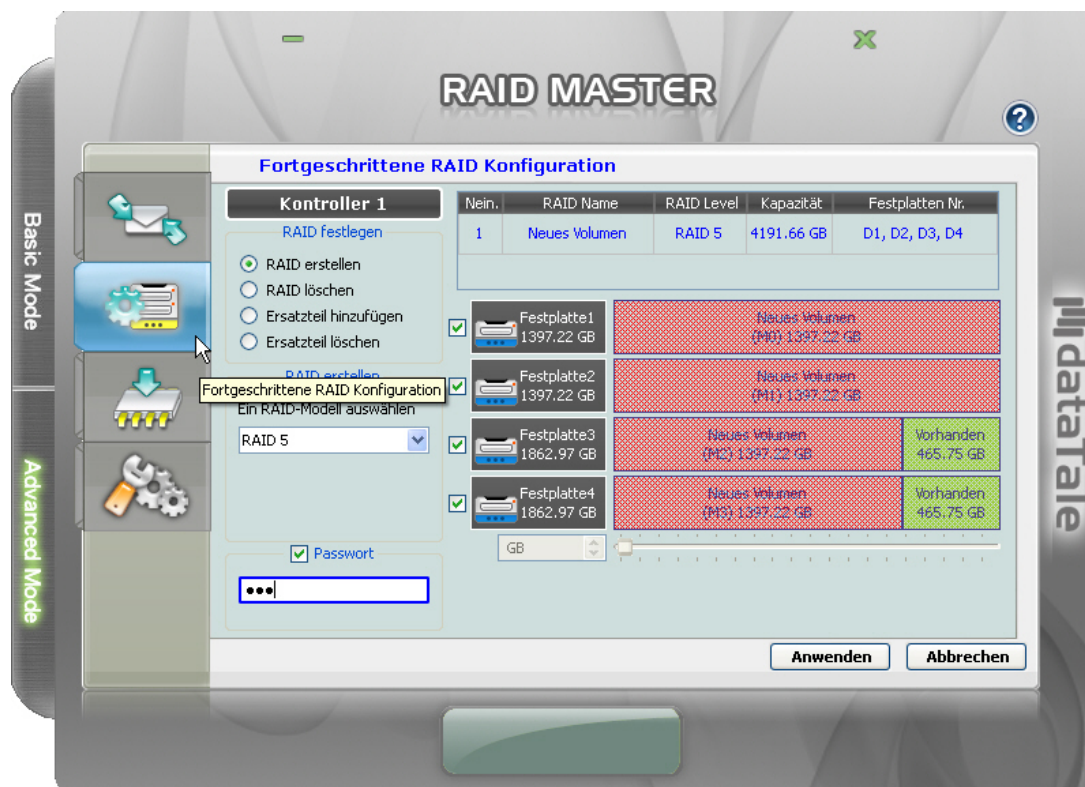 RAID MASTER
?
Basic Mode
Advanced Mode
Fortgeschrittene RAID Konfiguration
Kontroller 1
RAID festlegen
RAID erstellen
RAID löschen
Ersatzteil hinzufügen
Ersatzteil löschen
RAID erstellen
Fortgeschrittene RAID Konfiguration
Ein RAID-Modell auswählen
RAID 5
Passwort
Nein. RAID Name RAID Level Kapazität Festplatten Nr.
1 Neues Volumen RAID 5 4191.66 GB D1, D2, D3, D4
Festplatte1
1397.22 GB
Neues Volumen
(M0) 1397.22 GB
Festplatte2
1397.22 GB
Neues Volumen
(M1) 1397.22 GB
Festplatte3
1862.97 GB
Neues Volumen
(M2) 1397.22 GB
Vorhanden
465.75 GB
Festplatte4
1862.97 GB
Neues Volumen
(M3) 1397.22 GB
Vorhanden
465.75 GB
GB
Anwenden
Abbrechen
dataTale